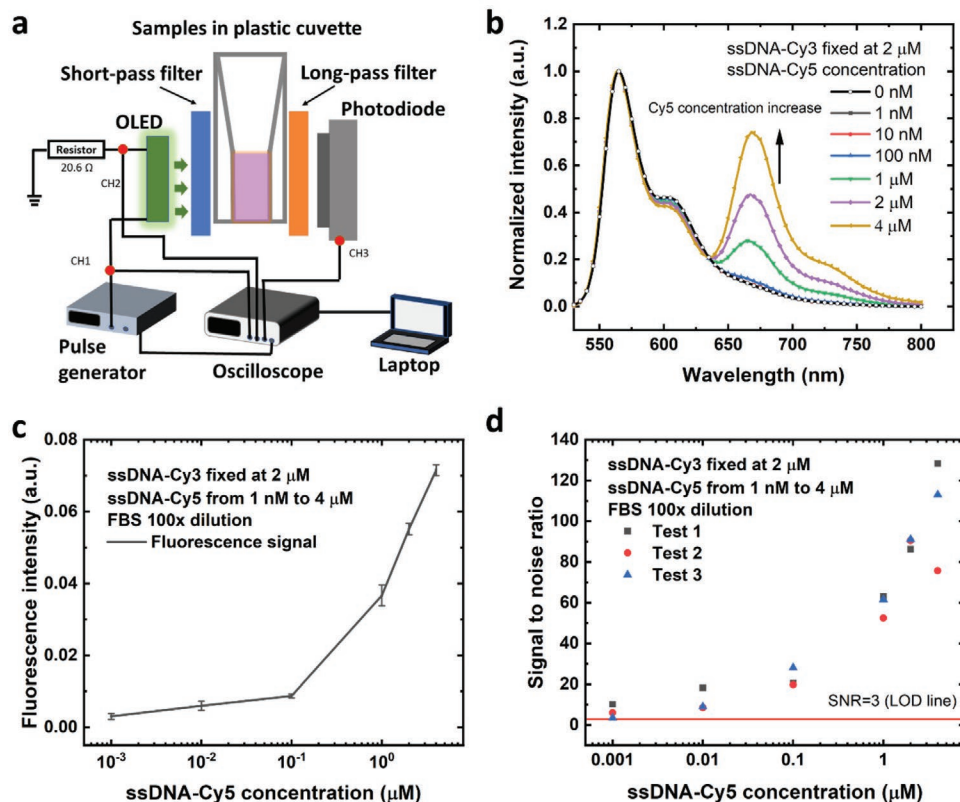 a
Samples in plastic cuvette
Short-pass filter
Long-pass filter
Photodiode
OLED
Resistor
20.6 Ω
CH2
CH1
CH3
Pulse
generator
Oscilloscope
Laptop
b
Normalized intensity (a.u.)
1.2
1.0
0.8
0.6
0.4
0.2
0.0
ssDNA-Cy3 fixed at 2 μM
ssDNA-Cy5 concentration
Cy5 concentration increase
0 nM
1 nM
10 nM
100 nM
1 μM
2 μM
4 μM
550 600 650 700 750 800
Wavelength (nm)
c
Fluorescence intensity (a.u.)
0.08
0.06
0.04
0.02
0.00
ssDNA-Cy3 fixed at 2 μM
ssDNA-Cy5 from 1 nM to 4 μM
FBS 100x dilution
Fluorescence signal
10⁻³ 10⁻² 10⁻¹ 10⁰
ssDNA-Cy5 concentration (μM)
d
Signal to noise ratio
140
120
100
80
60
40
20
0
ssDNA-Cy3 fixed at 2 μM
ssDNA-Cy5 from 1 nM to 4 μM
FBS 100x dilution
Test 1
Test 2
Test 3
SNR=3 (LOD line)
0.001 0.01 0.1 1
ssDNA-Cy5 concentration (μM)